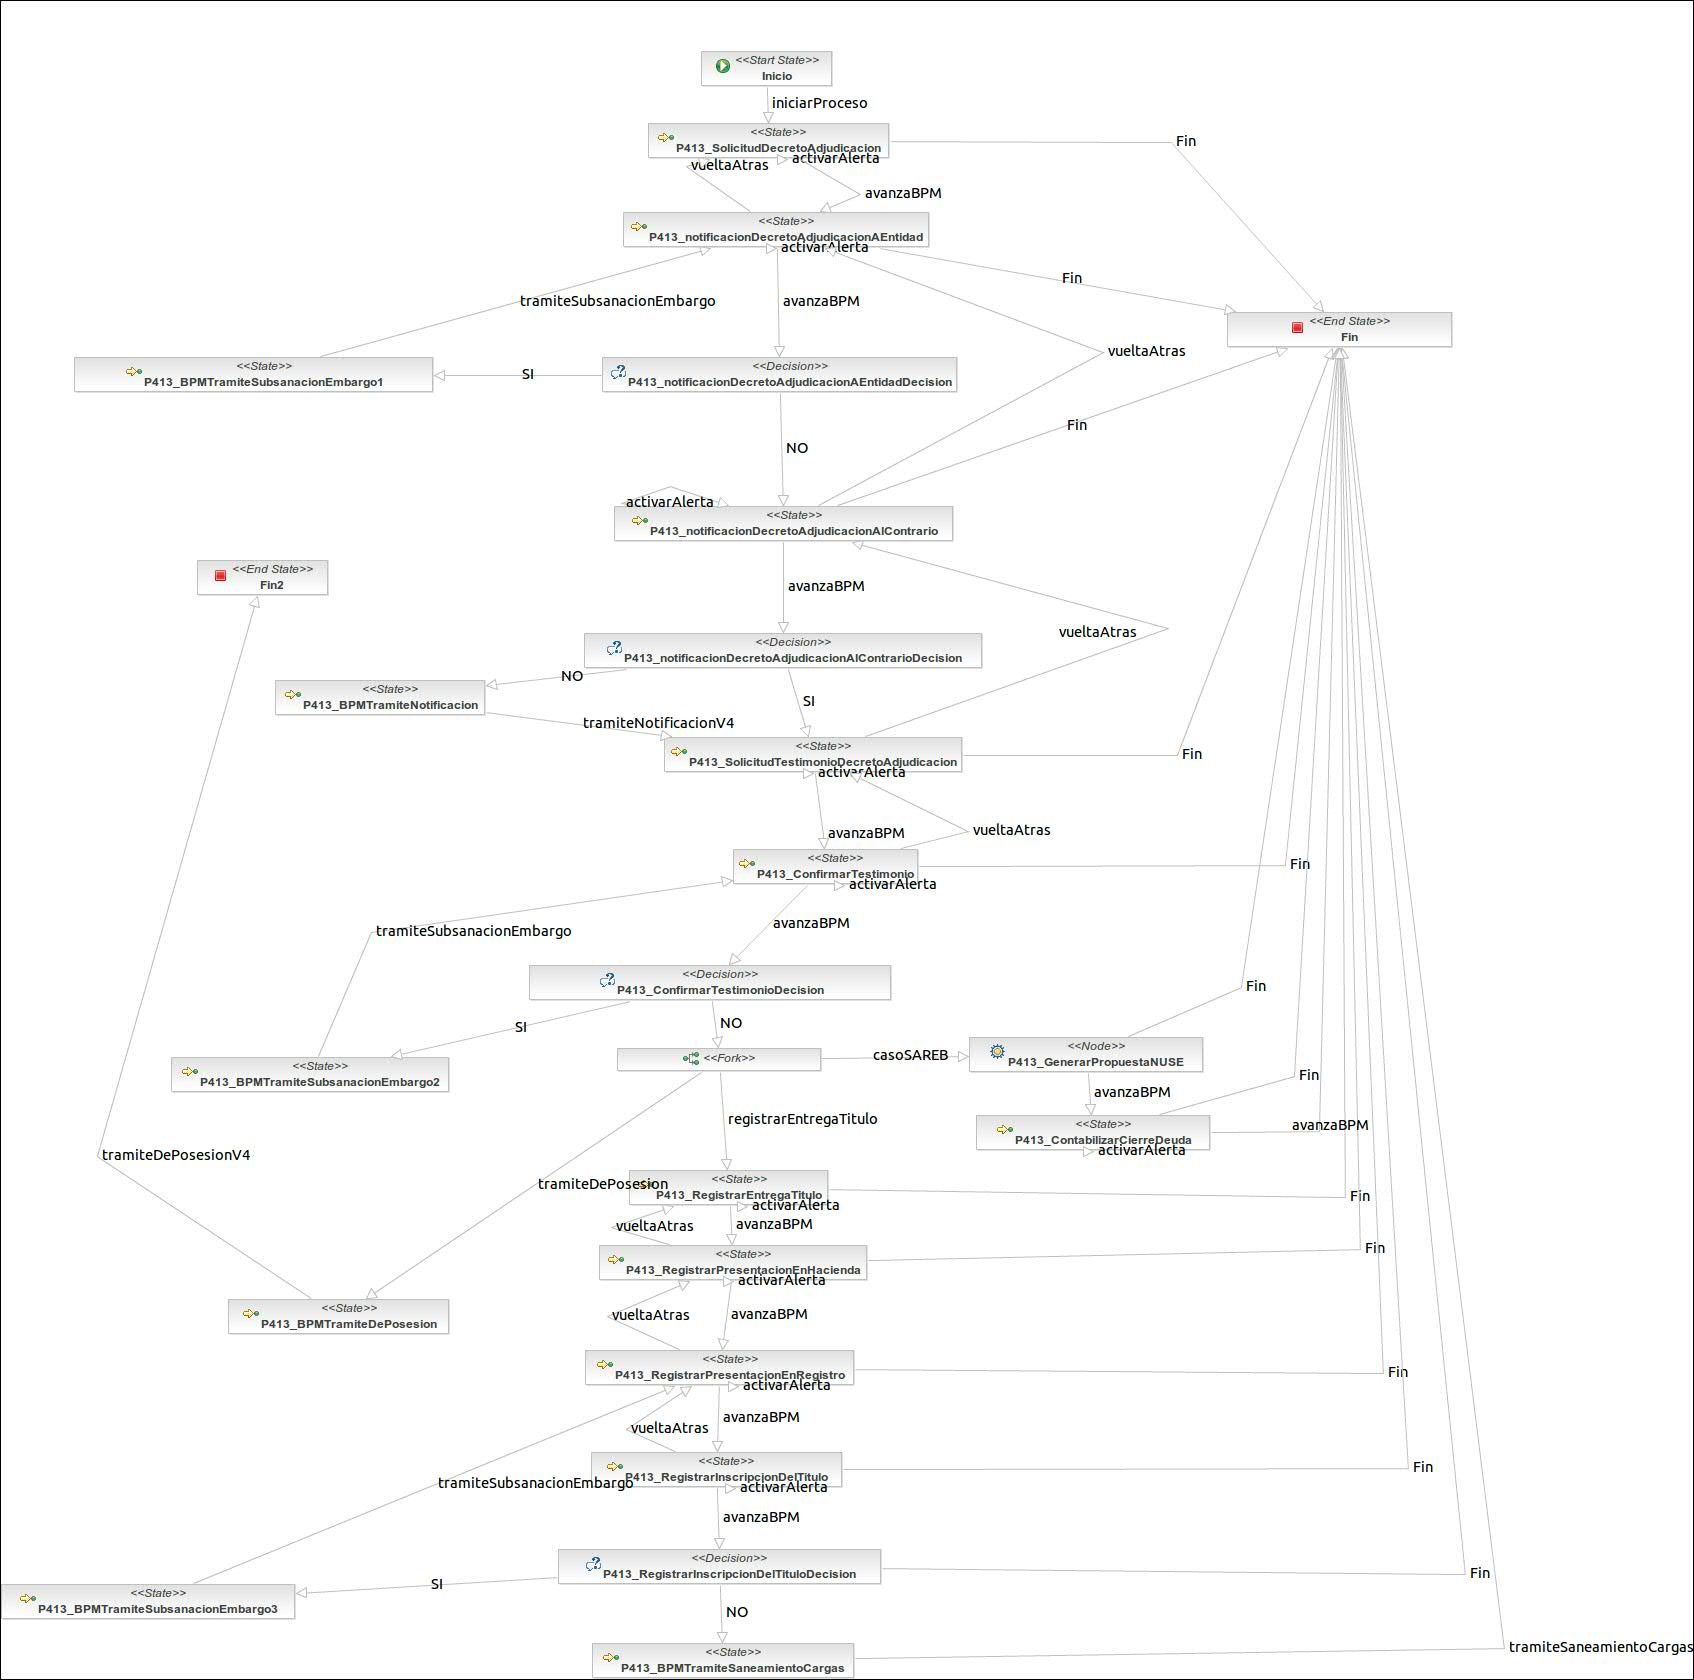 <<Start State>>
Inicio
iniciarProceso
<<State>>
P413_SolicitudDecretoAdjudicacion
Fin
vueltaAtras
activarAlerta
avanzaBPM
<<State>>
P413_notificacionDecretoAdjudicacionAEntidad
activarAlerta
Fin
tramiteSubsanacionEmbargo
avanzaBPM
<<End State>>
Fin
vueltaAtras
<<State>>
P413_BPMTramiteSubsanacionEmbargo1
SI
<<Decision>>
P413_notificacionDecretoAdjudicacionAEntidadDecision
Fin
NO
activarAlerta
<<State>>
P413_notificacionDecretoAdjudicacionAlContrario
<<End State>>
Fin2
avanzaBPM
vueltaAtras
<<Decision>>
P413_notificacionDecretoAdjudicacionAlContrarioDecision
NO
<<State>>
P413_BPMTramiteNotificacion
SI
tramiteNotificacionV4
<<State>>
P413_SolicitudTestimonioDecretoAdjudicacion
Fin
activarAlerta
avanzaBPM
vueltaAtras
<<State>>
P413_ConfirmarTestimonio
Fin
activarAlerta
avanzaBPM
tramiteSubsanacionEmbargo
<<Decision>>
P413_ConfirmarTestimonioDecision
Fin
SI
NO
<<State>>
P413_BPMTramiteSubsanacionEmbargo2
<<Fork>>
casoSAREB
<<Node>>
P413_GenerarPropuestaNUSE
Fin
avanzaBPM
registrarEntregaTitulo
<<State>>
P413_ContabilizarCierreDeuda
avanzaBPM
activarAlerta
tramiteDePosesionV4
tramiteDePosesion
<<State>>
P413_RegistrarEntregaTitulo
Fin
activarAlerta
vueltaAtras
avanzaBPM
<<State>>
P413_RegistrarPresentacionEnHacienda
Fin
activarAlerta
<<State>>
P413_BPMTramiteDePosesion
vueltaAtras
avanzaBPM
<<State>>
P413_RegistrarPresentacionEnRegistro
Fin
activarAlerta
vueltaAtras
avanzaBPM
<<State>>
P413_RegistrarInscripcionDelTitulo
Fin
tramiteSubsanacionEmbargo
activarAlerta
avanzaBPM
<<Decision>>
P413_RegistrarInscripcionDelTituloDecision
Fin
SI
<<State>>
P413_BPMTramiteSubsanacionEmbargo3
NO
<<State>>
P413_BPMTramiteSaneamientoCargas
tramiteSaneamientoCargas